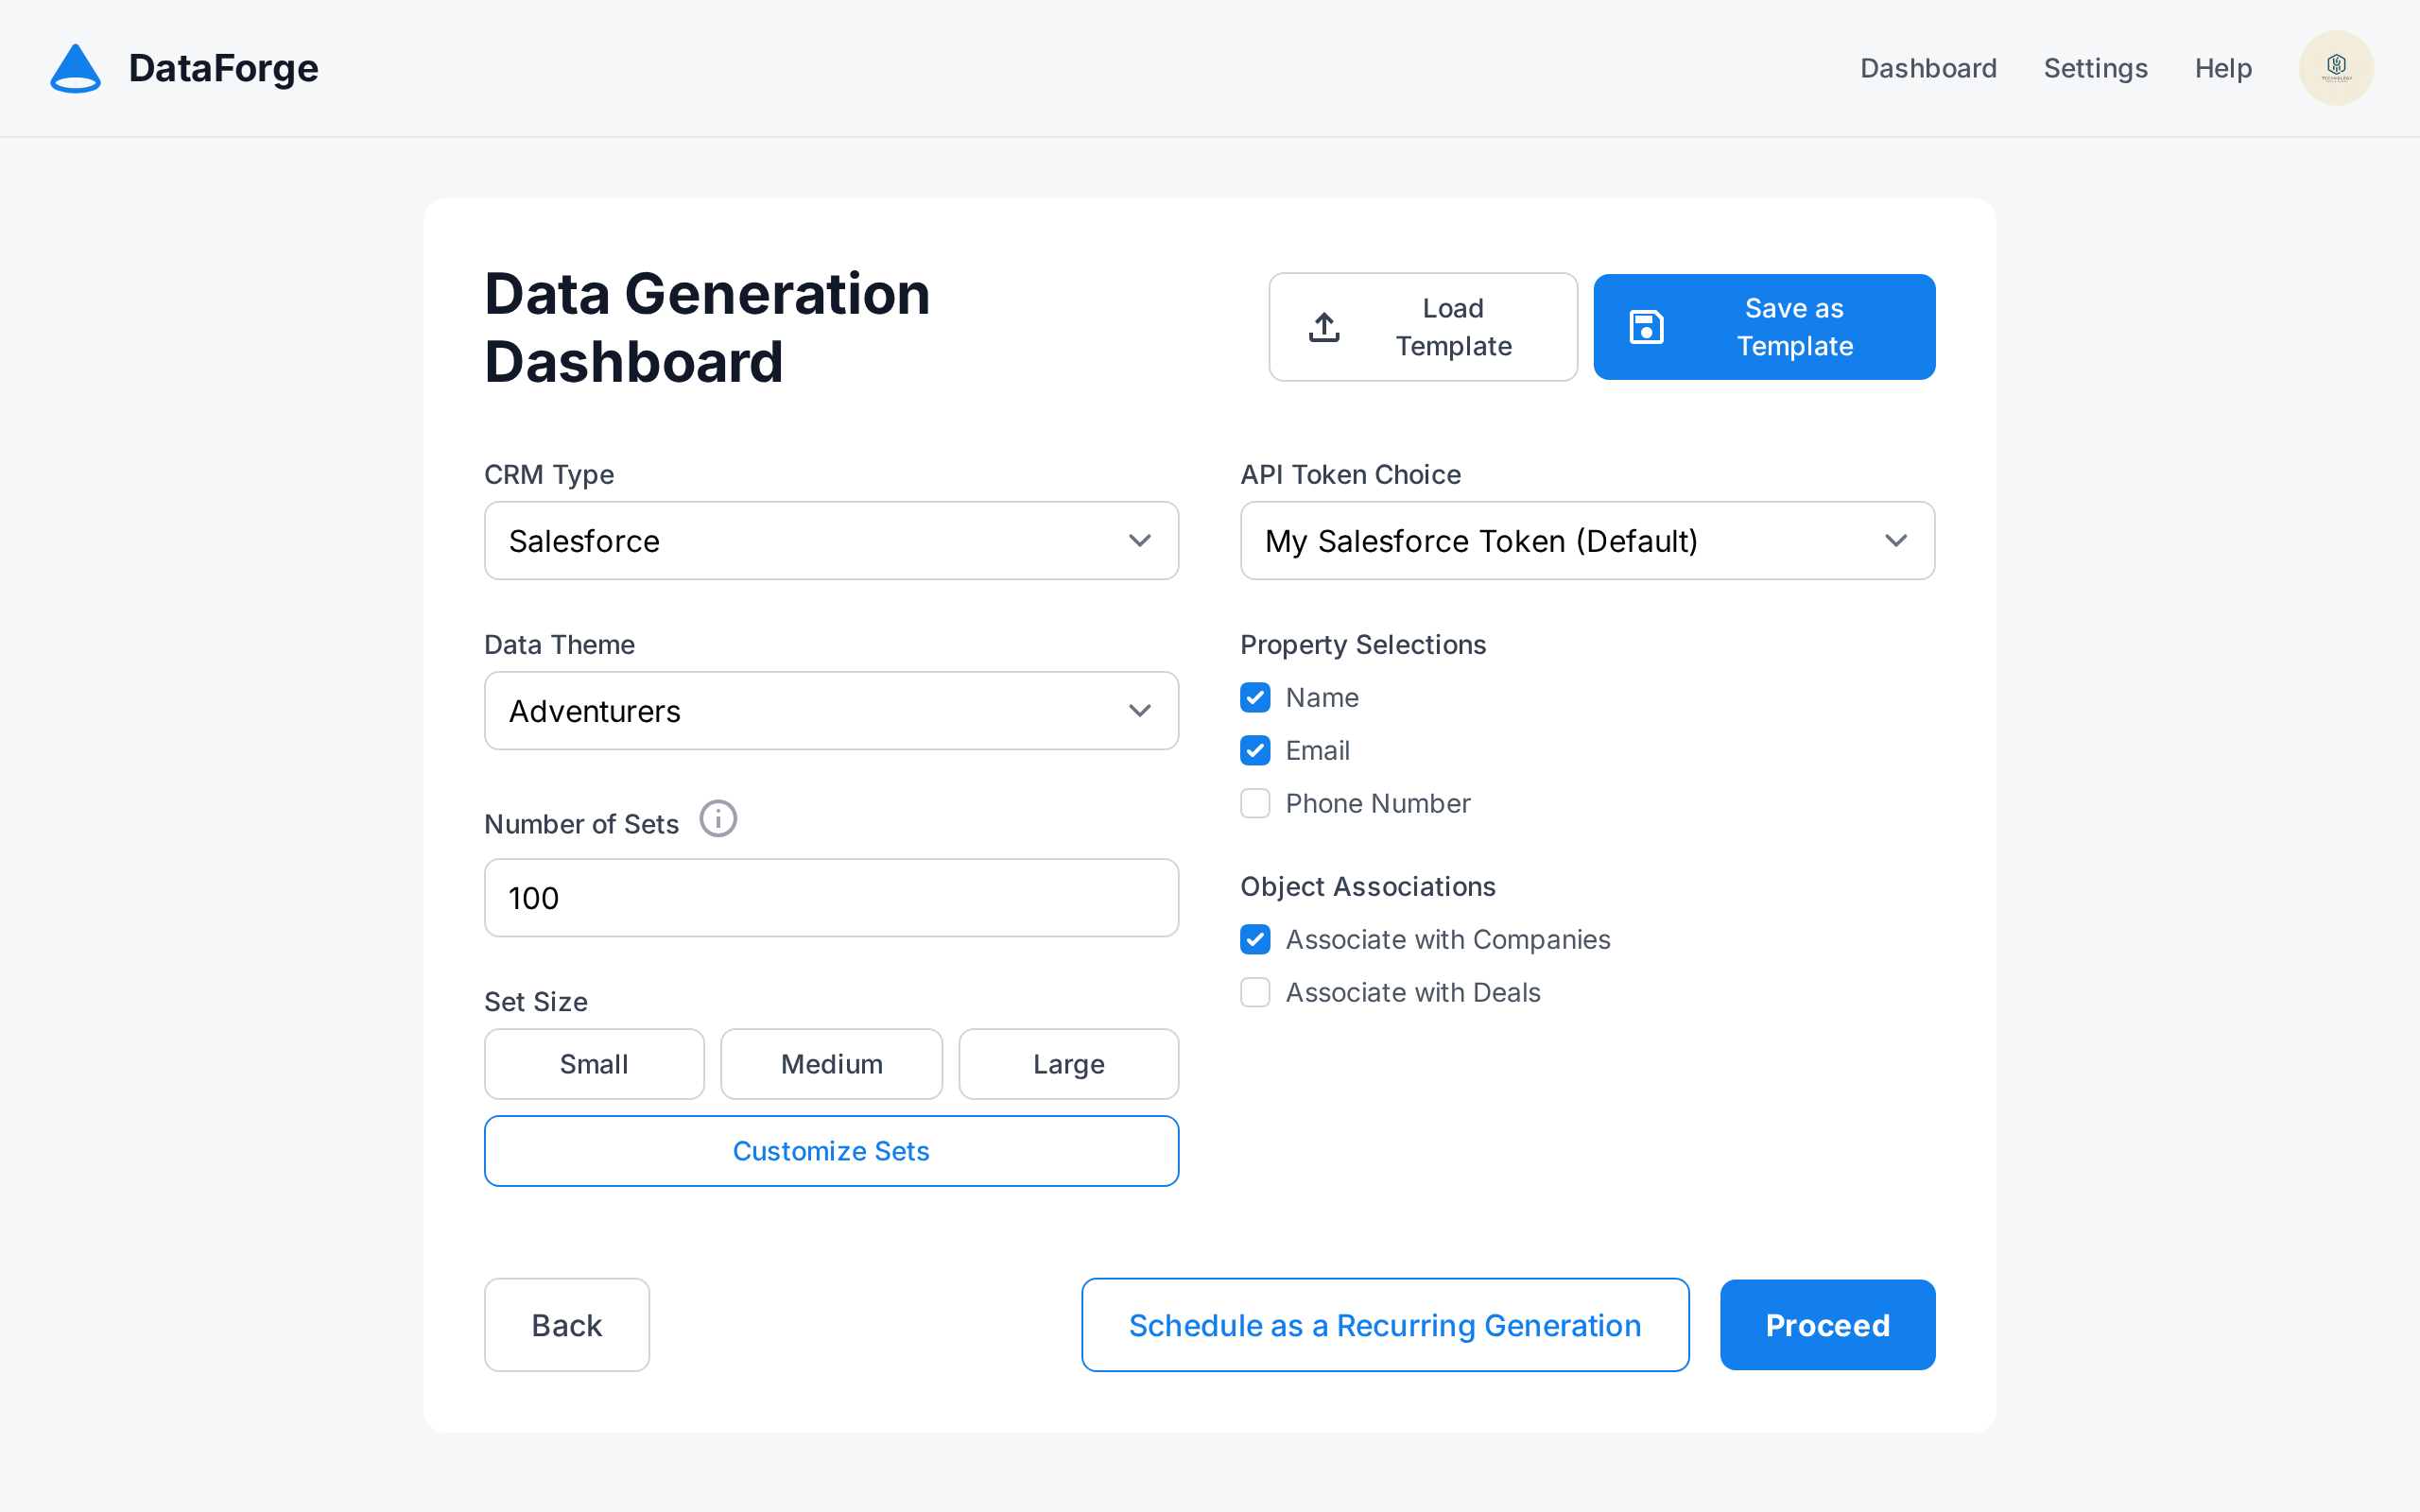 DataForge
Dashboard
Settings
Help
TECHNOLOGY
Data Generation
Dashboard
Load
Template
Save as
Template
CRM Type
Salesforce
API Token Choice
My Salesforce Token (Default)
Data Theme
Adventurers
Property Selections
Name
Email
Phone Number
Number of Sets
100
Object Associations
Associate with Companies
Associate with Deals
Set Size
Small
Medium
Large
Customize Sets
Back
Schedule as a Recurring Generation
Proceed